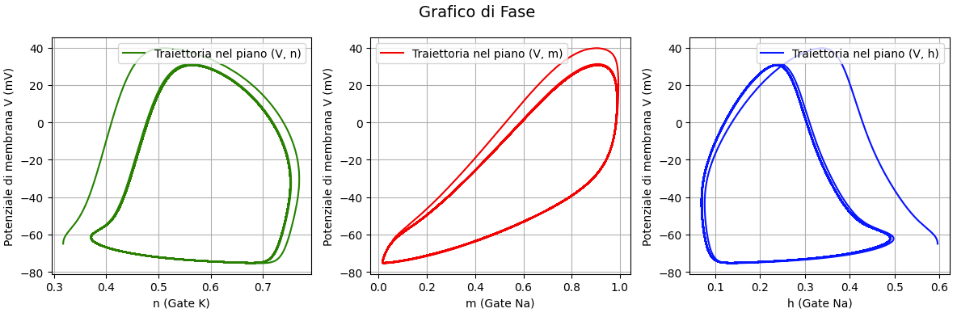 Grafico di Fase
Traiettoria nel piano (V, n)
Potenziale di membrana V (mV)
40
20
0
−20
−40
−60
−80
0.3 0.4 0.5 0.6 0.7
n (Gate K)
Traiettoria nel piano (V, m)
Potenziale di membrana V (mV)
40
20
0
−20
−40
−60
−80
0.0 0.2 0.4 0.6 0.8 1.0
m (Gate Na)
Traiettoria nel piano (V, h)
Potenziale di membrana V (mV)
40
20
0
−20
−40
−60
−80
0.1 0.2 0.3 0.4 0.5 0.6
h (Gate Na)